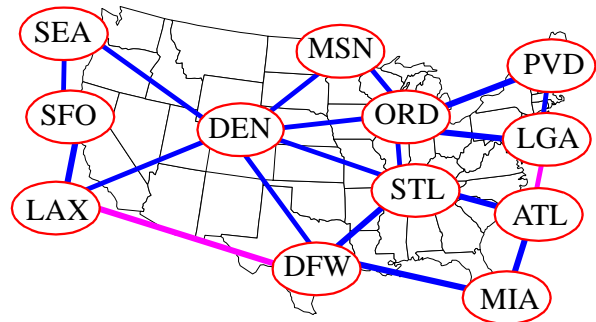 SEA
MSN
PVD
SFO
DEN
ORD
LGA
STL
LAX
ATL
DFW
MIA